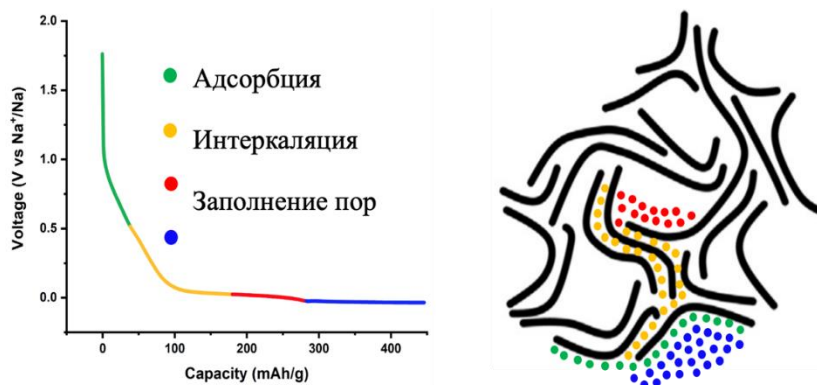 2.0
1.5
1.0
0.5
0.0
Voltage (V vs Na⁺/Na)
Адсорбция
Интеркаляция
Заполнение пор
0 100 200 300 400
Capacity (mAh/g)